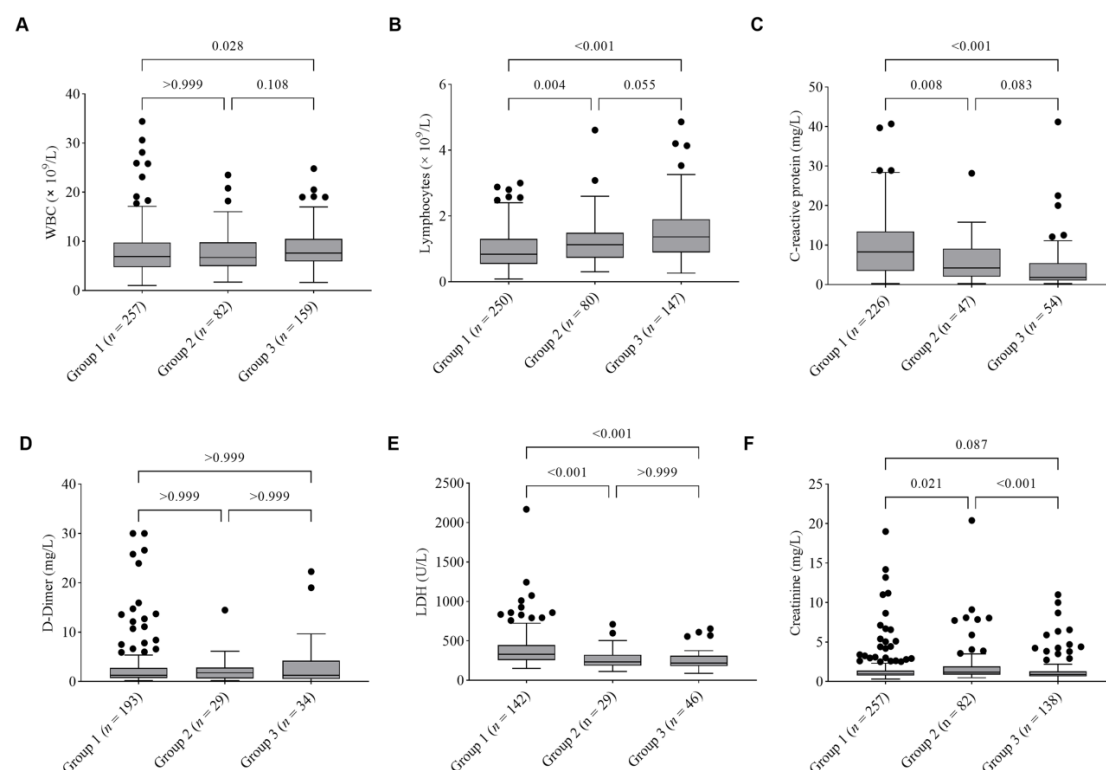 A
0.028
>0.999
0.108
WBC (× 10⁹/L)
40
30
20
10
0
Group 1 (n = 257)
Group 2 (n = 82)
Group 3 (n = 159)
B
<0.001
0.004
0.055
Lymphocytes (× 10⁹/L)
6
4
2
0
Group 1 (n = 250)
Group 2 (n = 80)
Group 3 (n = 147)
C
<0.001
0.008
0.083
C-reactive protein (mg/L)
50
40
30
20
10
0
Group 1 (n = 226)
Group 2 (n = 47)
Group 3 (n = 54)
D
>0.999
>0.999
>0.999
D-Dimer (mg/L)
40
30
20
10
0
Group 1 (n = 193)
Group 2 (n = 29)
Group 3 (n = 34)
E
<0.001
<0.001
>0.999
LDH (U/L)
2500
2000
1500
1000
500
0
Group 1 (n = 142)
Group 2 (n = 29)
Group 3 (n = 46)
F
0.087
0.021
<0.001
Creatinine (mg/L)
25
20
15
10
5
0
Group 1 (n = 257)
Group 2 (n = 82)
Group 3 (n = 138)